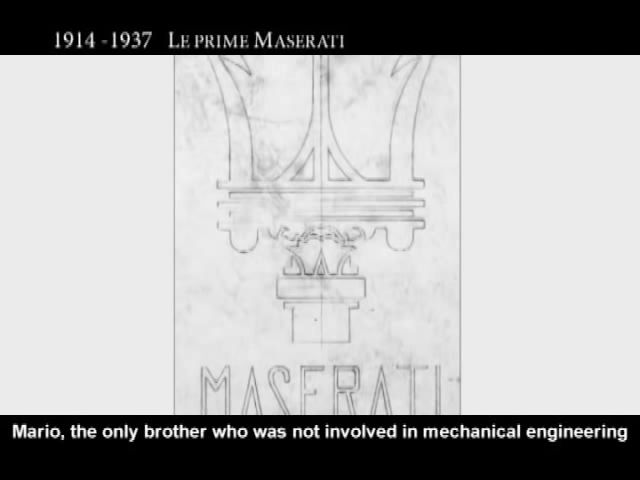 1914 -1937 LE PRIME MASERATI
MASERATI
Mario, the only brother who was not involved in mechanical engineering